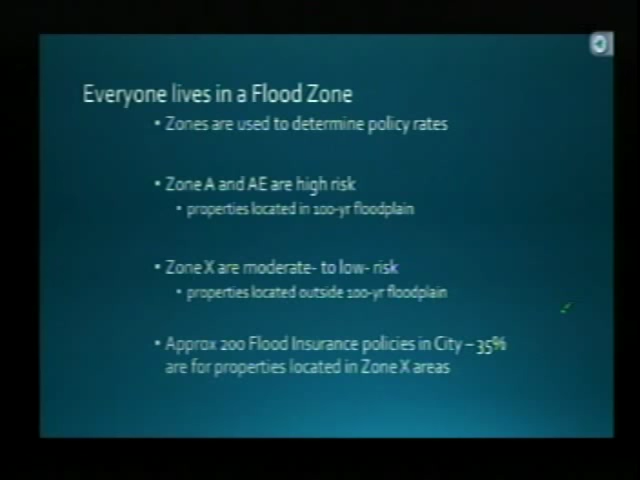 Everyone lives in a Flood Zone
• Zones are used to determine policy rates
• Zone A and AE are high risk
• properties located in 100-yr floodplain
• Zone X are moderate- to low- risk
• properties located outside 100-yr floodplain
• Approx 200 Flood Insurance policies in City – 35%
are for properties located in Zone X areas